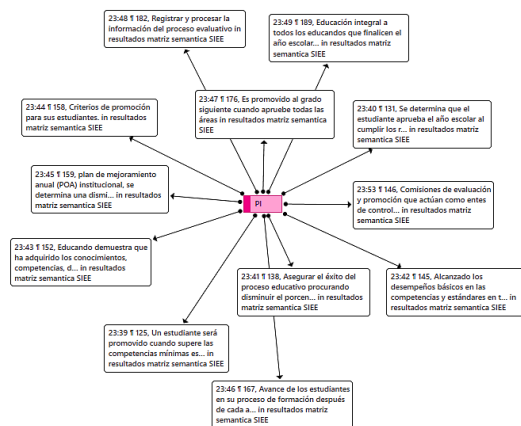 23:48 ¶ 182, Registrar y procesar la
información del proceso evaluativo in
resultados matriz semantica SIEE
23:49 ¶ 189, Educación integral a
todos los educandos que finalicen el
año escolar... in resultados matriz
semantica SIEE
23:47 ¶ 176, Es promovido al grado
siguiente cuando apruebe todas las
áreas in resultados matriz semantica
SIEE
23:44 ¶ 158, Criterios de promoción
para sus estudiantes. in resultados
matriz semantica SIEE
23:40 ¶ 131, Se determina que el
estudiante aprueba el año escolar al
cumplir los r... in resultados matriz
semantica SIEE
23:45 ¶ 159, plan de mejoramiento
anual (POA) institucional, se
determina una dismi... in resultados
matriz semantica SIEE
PI
23:53 ¶ 146, Comisiones de evaluación
y promoción que actúan como entes
de control... in resultados matriz
semantica SIEE
23:43 ¶ 152, Educando demuestra que
ha adquirido los conocimientos,
competencias, d... in resultados
matriz semantica SIEE
23:41 ¶ 138, Asegurar el éxito del
proceso educativo procurando
disminuir el porcen... in resultados
matriz semantica SIEE
23:42 ¶ 145, Alcanzado los
desempeños básicos en las
competencias y estándares en t... in
resultados matriz semantica SIEE
23:39 ¶ 125, Un estudiante será
promovido cuando supere las
competencias mínimas es... in
resultados matriz semantica SIEE
23:46 ¶ 167, Avance de los estudiantes
en su proceso de formación después
de cada a... in resultados matriz
semantica SIEE